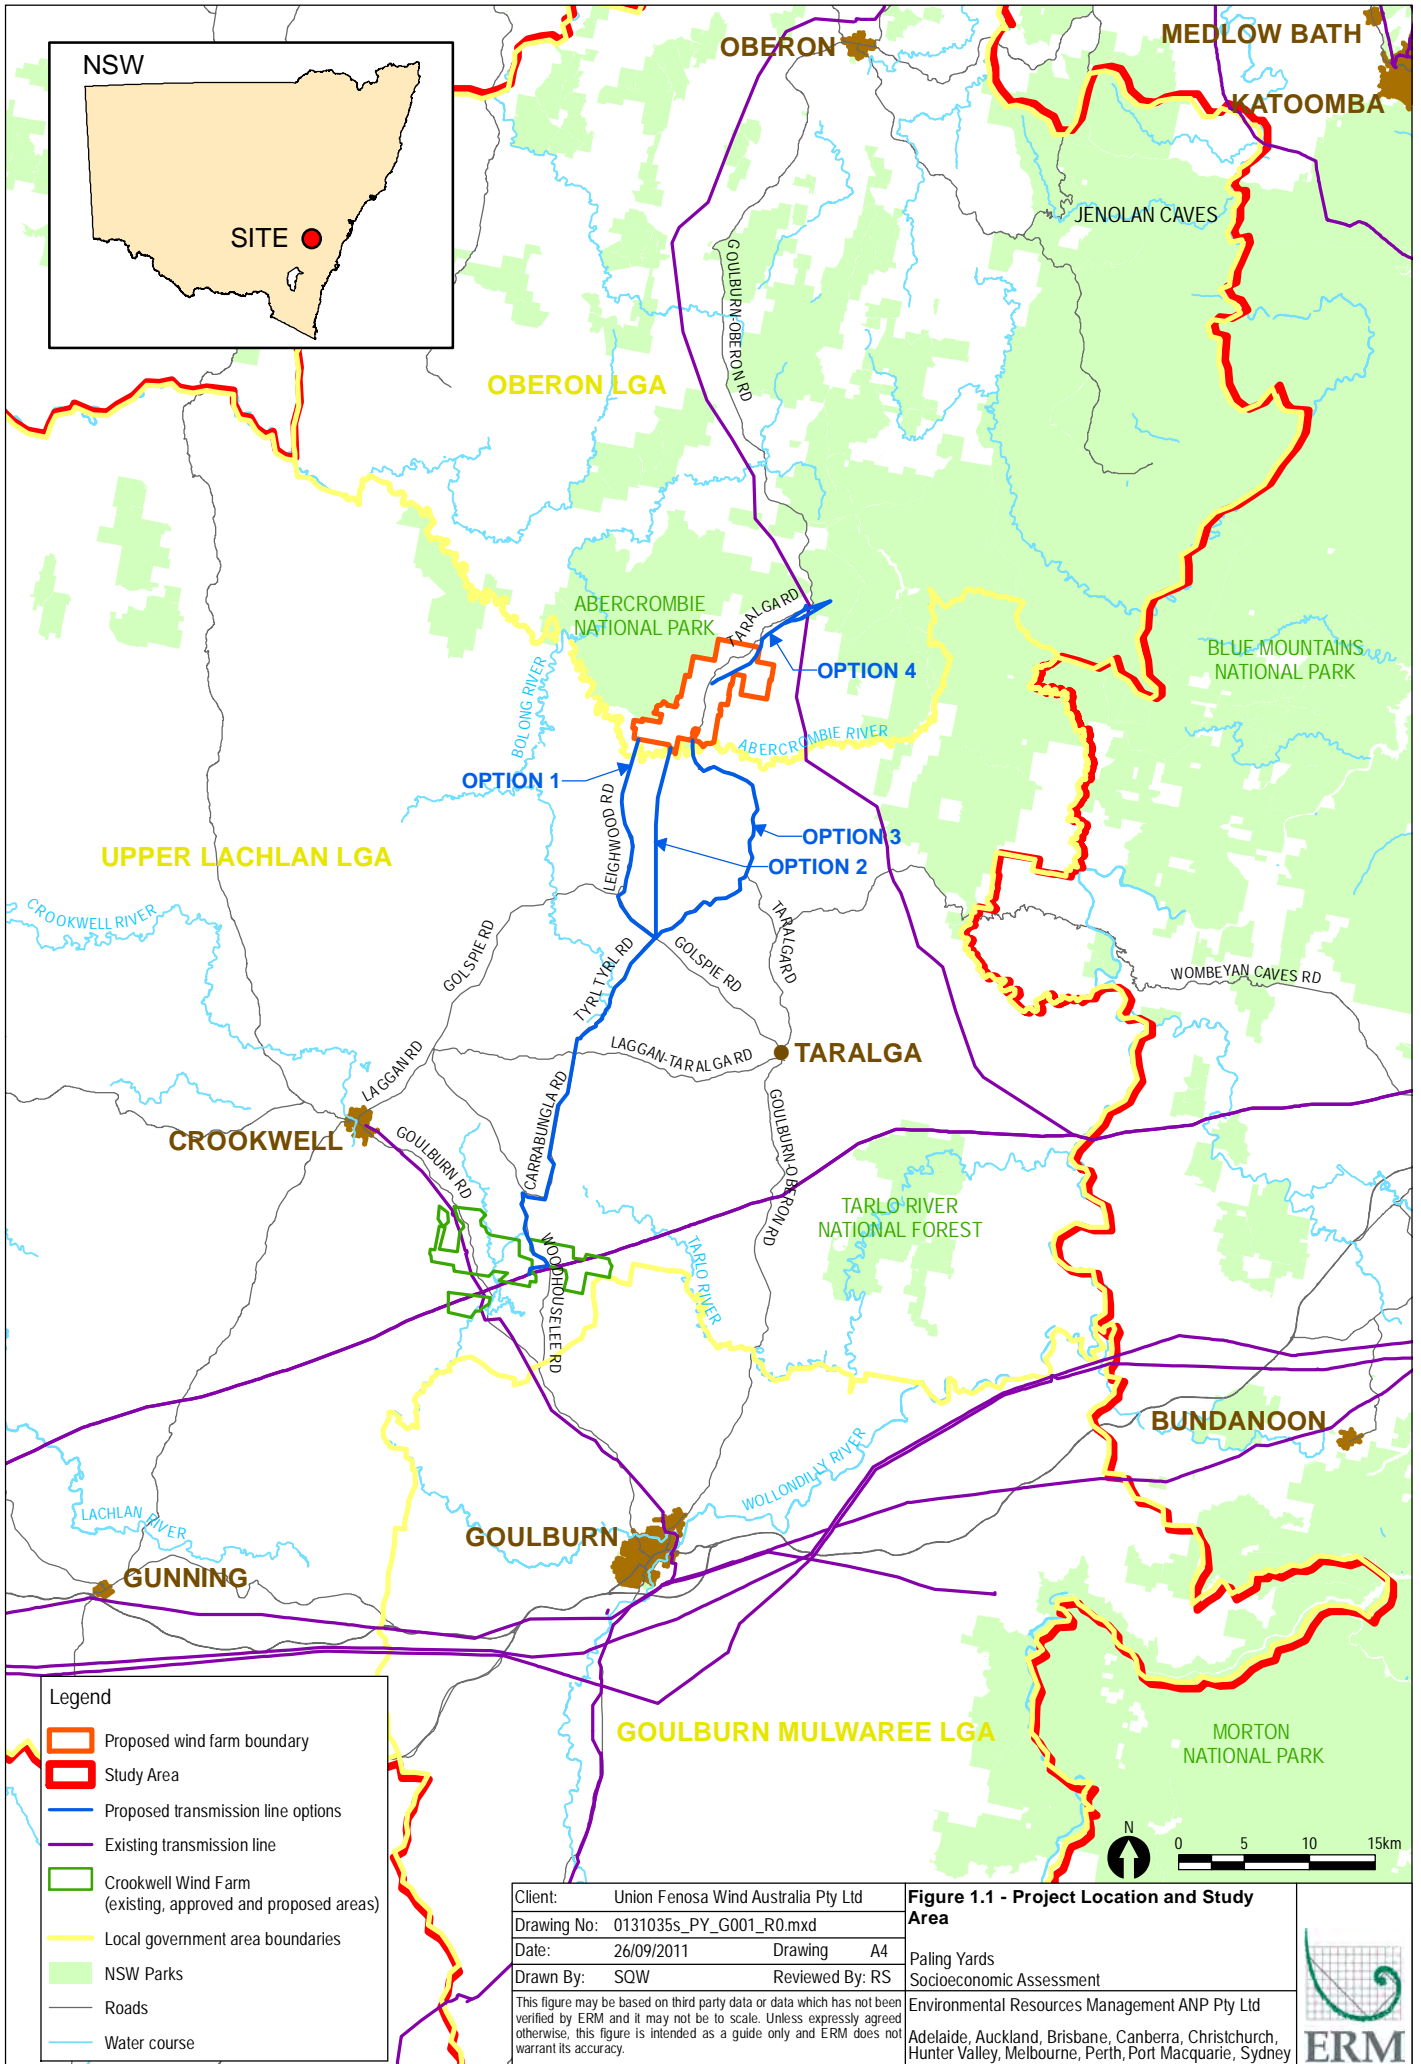 NSW
SITE
OBERON
MEDLOW BATH
KATOOMBA
JENOLAN CAVES
GOULBURN-OBERON RD
OBERON LGA
ABERCROMBIE
NATIONAL PARK
TARALGA RD
OPTION 4
BLUE MOUNTAINS
NATIONAL PARK
BOLONG RIVER
ABERCROMBIE RIVER
OPTION 1
LEIGHWOOD RD
OPTION 3
OPTION 2
UPPER LACHLAN LGA
CROOKWELL RIVER
GOLSPIE RD
TYRL TYRL RD
GOLSPIE RD
TARALGA RD
WOMBEYAN CAVES RD
LAGGAN RD
LAGGAN-TARALGA RD
TARALGA
CROOKWELL
GOULBURN RD
CARRABUNGLA RD
GOULBURN-OBERON RD
TARLO RIVER
NATIONAL FOREST
WOODHOUSELEE RD
TARLO RIVER
BUNDANOON
WOLLONDILLY RIVER
LACHLAN RIVER
GOULBURN
GUNNING
GOULBURN MULWAREE LGA
MORTON
NATIONAL PARK
Legend
Proposed wind farm boundary
Study Area
Proposed transmission line options
Existing transmission line
Crookwell Wind Farm
(existing, approved and proposed areas)
Local government area boundaries
NSW Parks
Roads
Water course
N
0 5 10 15km
Client: Union Fenosa Wind Australia Pty Ltd
Drawing No: 0131035s_PY_G001_R0.mxd
Date: 26/09/2011 Drawing A4
Drawn By: SQW Reviewed By: RS
This figure may be based on third party data or data which has not been
verified by ERM and it may not be to scale. Unless expressly agreed
otherwise, this figure is intended as a guide only and ERM does not
warrant its accuracy.
Figure 1.1 - Project Location and Study
Area
Paling Yards
Socioeconomic Assessment
Environmental Resources Management ANP Pty Ltd
Adelaide, Auckland, Brisbane, Canberra, Christchurch,
Hunter Valley, Melbourne, Perth, Port Macquarie, Sydney
ERM